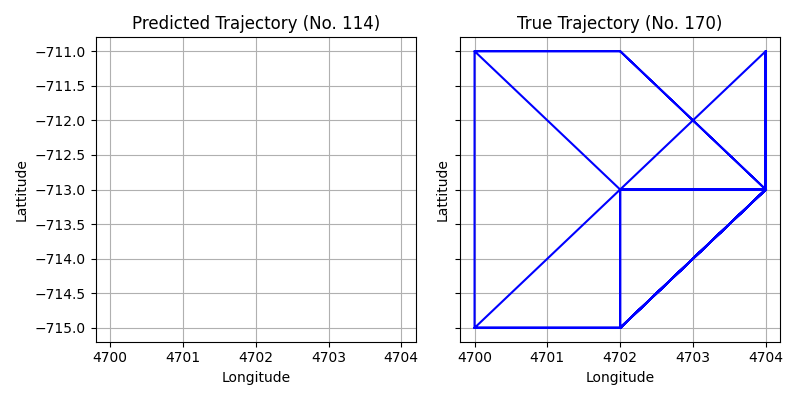 Predicted Trajectory (No. 114)
True Trajectory (No. 170)
Lattitude
−711.0
−711.5
−712.0
−712.5
−713.0
−713.5
−714.0
−714.5
−715.0
4700 4701 4702 4703 4704
Longitude
Lattitude
4700 4701 4702 4703 4704
Longitude